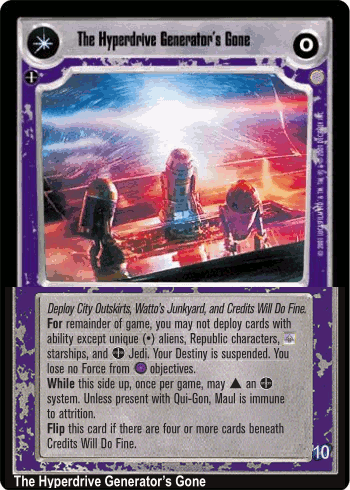 The Hyperdrive Generator's Gone
O
Deploy City Outskirts, Watto's Junkyard, and Credits Will Do Fine.
For remainder of game, you may not deploy cards with
ability except unique (•) aliens, Republic characters,
starships, and Jedi. Your Destiny is suspended. You
lose no Force from objectives.
While this side up, once per game, may ▲ an
system. Unless present with Qui-Gon, Maul is immune
to attrition.
Flip this card if there are four or more cards beneath
Credits Will Do Fine.
10
The Hyperdrive Generator's Gone